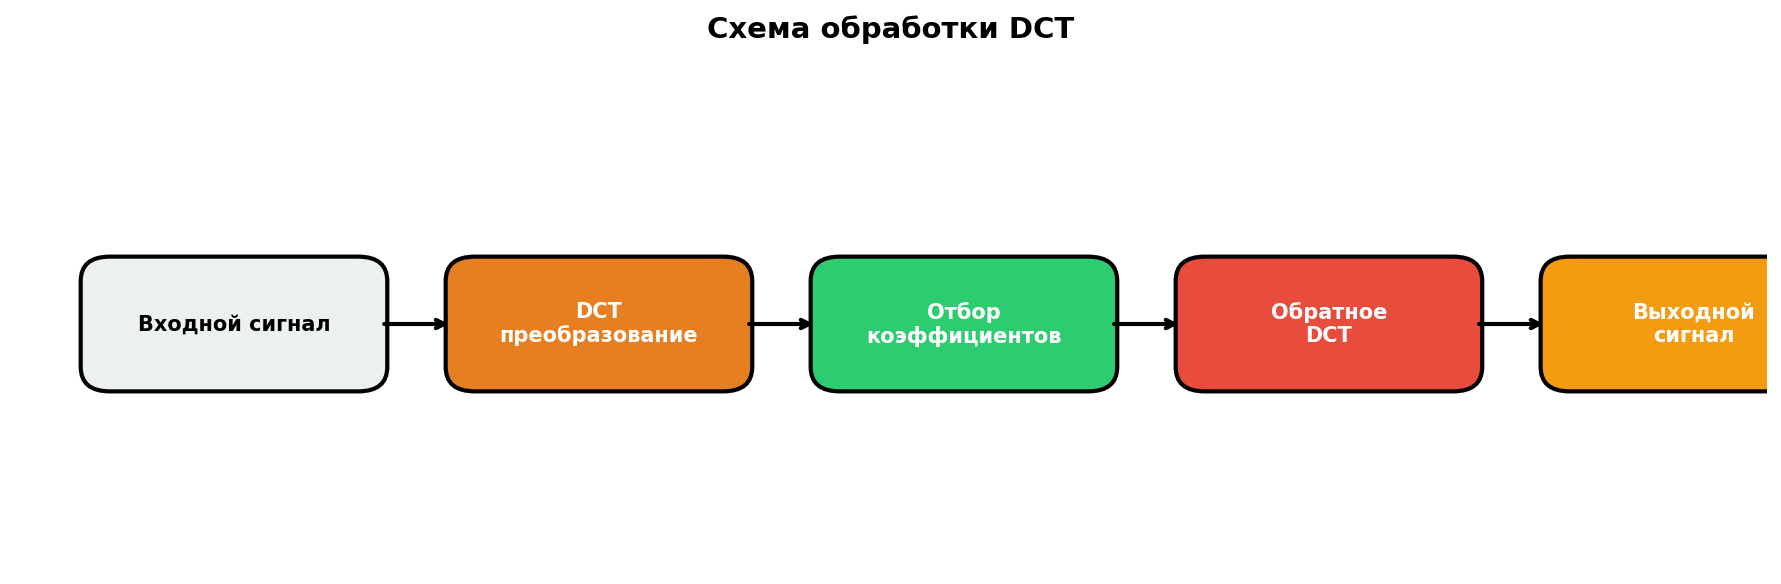 Схема обработки DCT
Входной сигнал
DCT
преобразование
Отбор
коэффициентов
Обратное
DCT
Выходной
сигнал